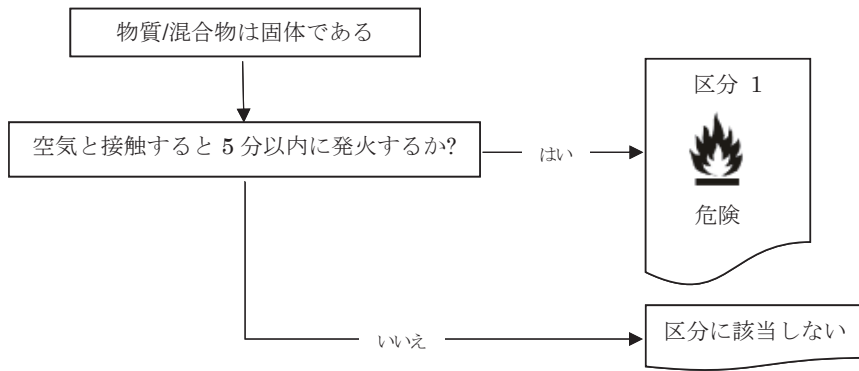 物質/混合物は固体である
区分 1
空気と接触すると 5 分以内に発火するか?
はい
危険
区分に該当しない
いいえ